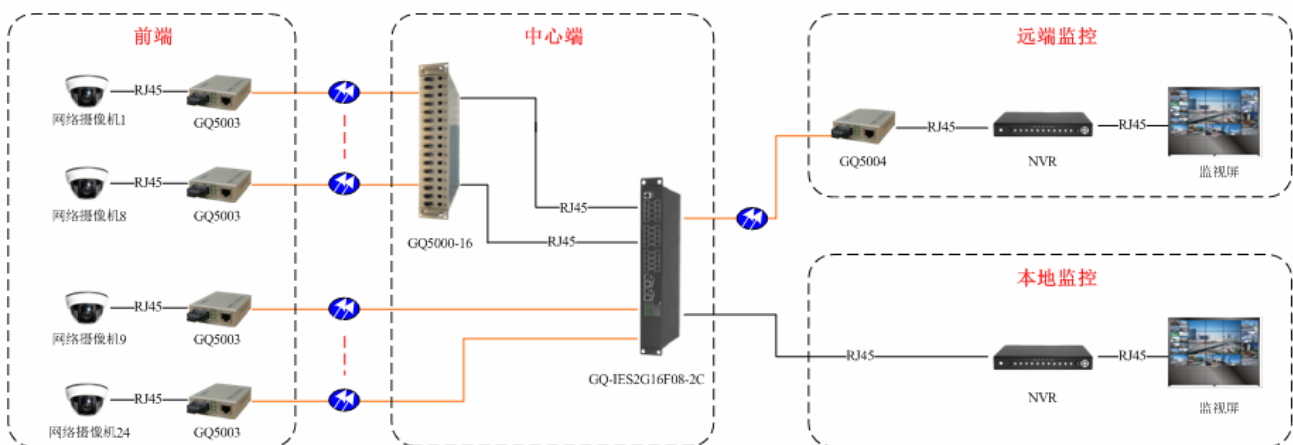 前端
中心端
远端监控
RJ45
网络摄像机1
GQ5003
RJ45
网络摄像机8
GQ5003
RJ45
网络摄像机9
GQ5003
RJ45
网络摄像机24
GQ5003
GQ5000-16
RJ45
RJ45
GQ-IES2G16F08-2C
GQ5004
RJ45
NVR
RJ45
监视屏
本地监控
RJ45
NVR
RJ45
监视屏